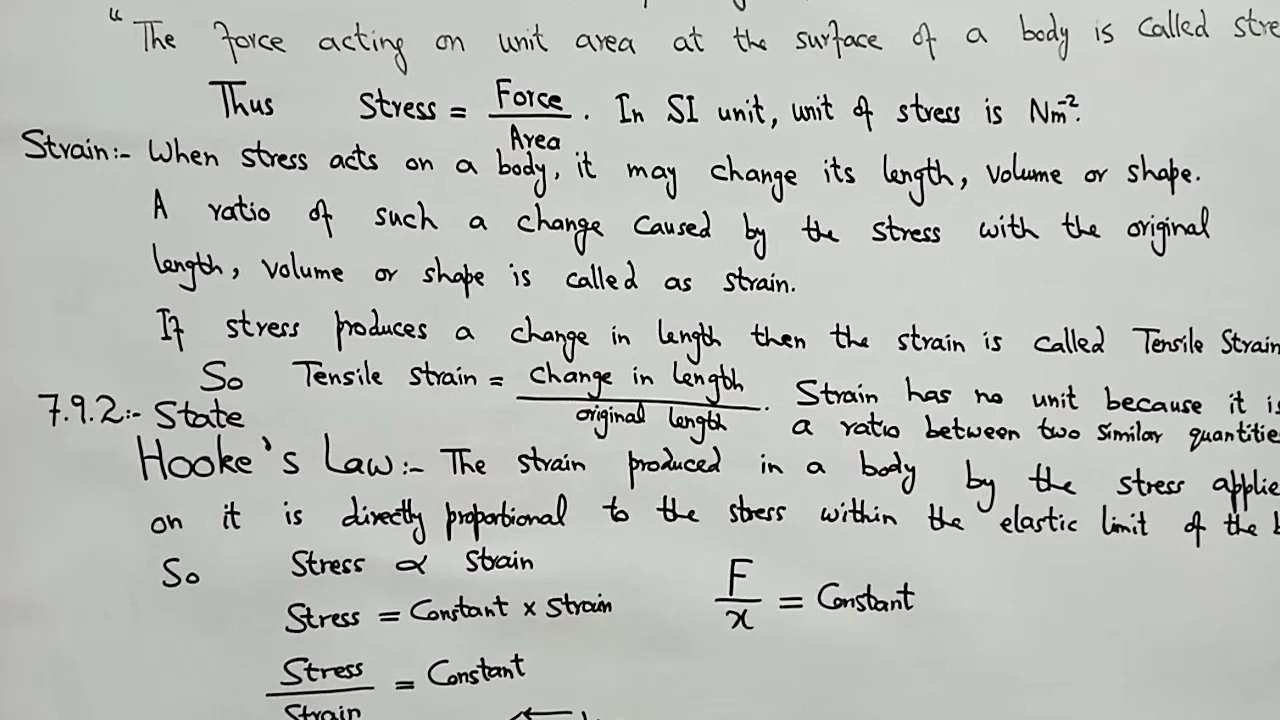 “ The force acting on unit area at the surface of a body is called stre
Thus Stress = Force / Area . In SI unit, unit of stress is Nm⁻².
Strain:- When stress acts on a body, it may change its length, volume or shape.
A ratio of such a change caused by the stress with the original
length, volume or shape is called as strain.
If stress produces a change in length then the strain is called Tensile Strain
So Tensile strain = change in length / original length . Strain has no unit because it is
a ratio between two similar quantitie
7.9.2:- State
Hooke's Law:- The strain produced in a body by the stress applie
on it is directly proportional to the stress within the elastic limit of the b
So Stress ∝ Strain
Stress = Constant x Strain
F / x = Constant
Stress / Strain = Constant